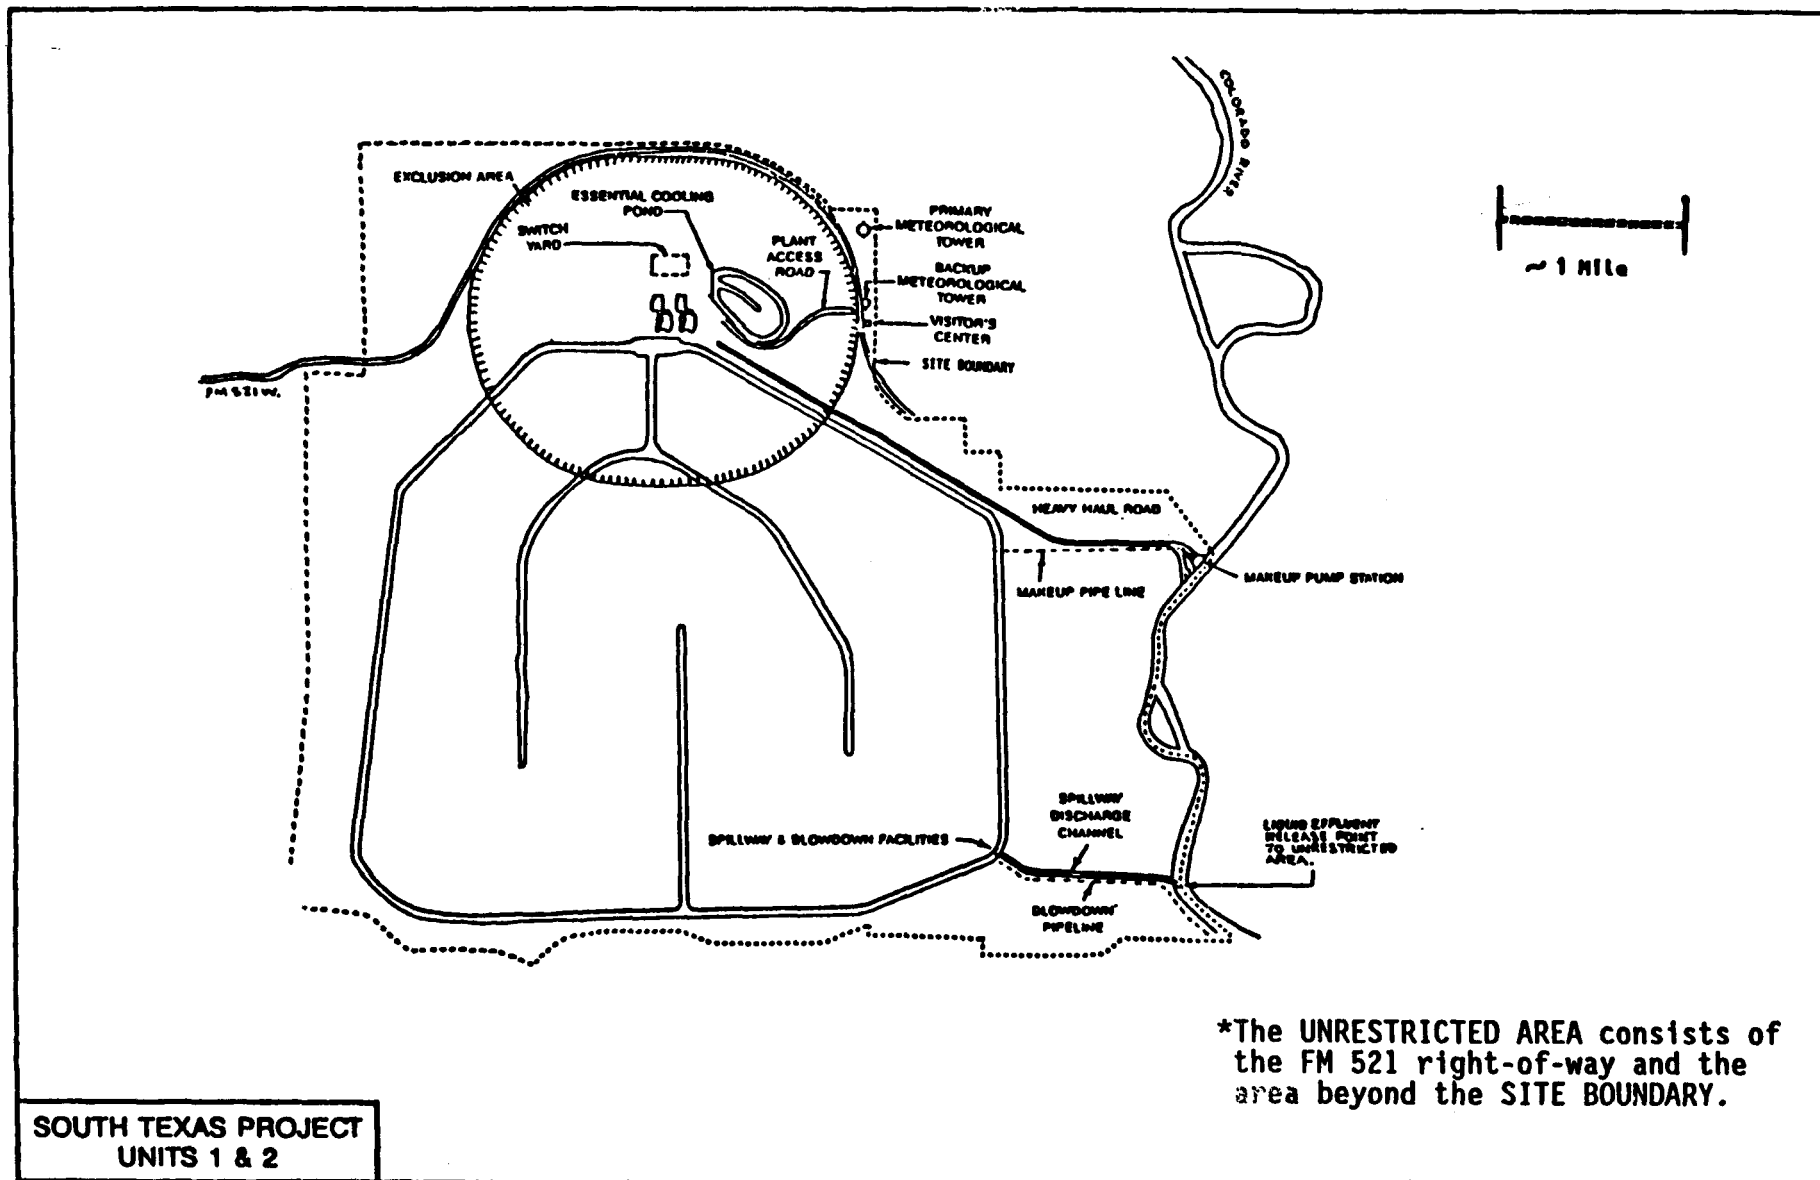 COLORADO RIVER
EXCLUSION AREA
ESSENTIAL COOLING
POND
SWITCH
YARD
PLANT
ACCESS
ROAD
PRIMARY
METEOROLOGICAL
TOWER
BACKUP
METEOROLOGICAL
TOWER
VISITOR'S
CENTER
SITE BOUNDARY
~ 1 Mile
FM 521 W.
HEAVY HAUL ROAD
MAKEUP PIPE LINE
MAKEUP PUMP STATION
SPILLWAY
DISCHARGE
CHANNEL
SPILLWAY & BLOWDOWN FACILITIES
BLOWDOWN
PIPELINE
LIQUID EFFLUENT
RELEASE POINT
TO UNRESTRICTED
AREA.
*The UNRESTRICTED AREA consists of
the FM 521 right-of-way and the
area beyond the SITE BOUNDARY.
SOUTH TEXAS PROJECT
UNITS 1 & 2